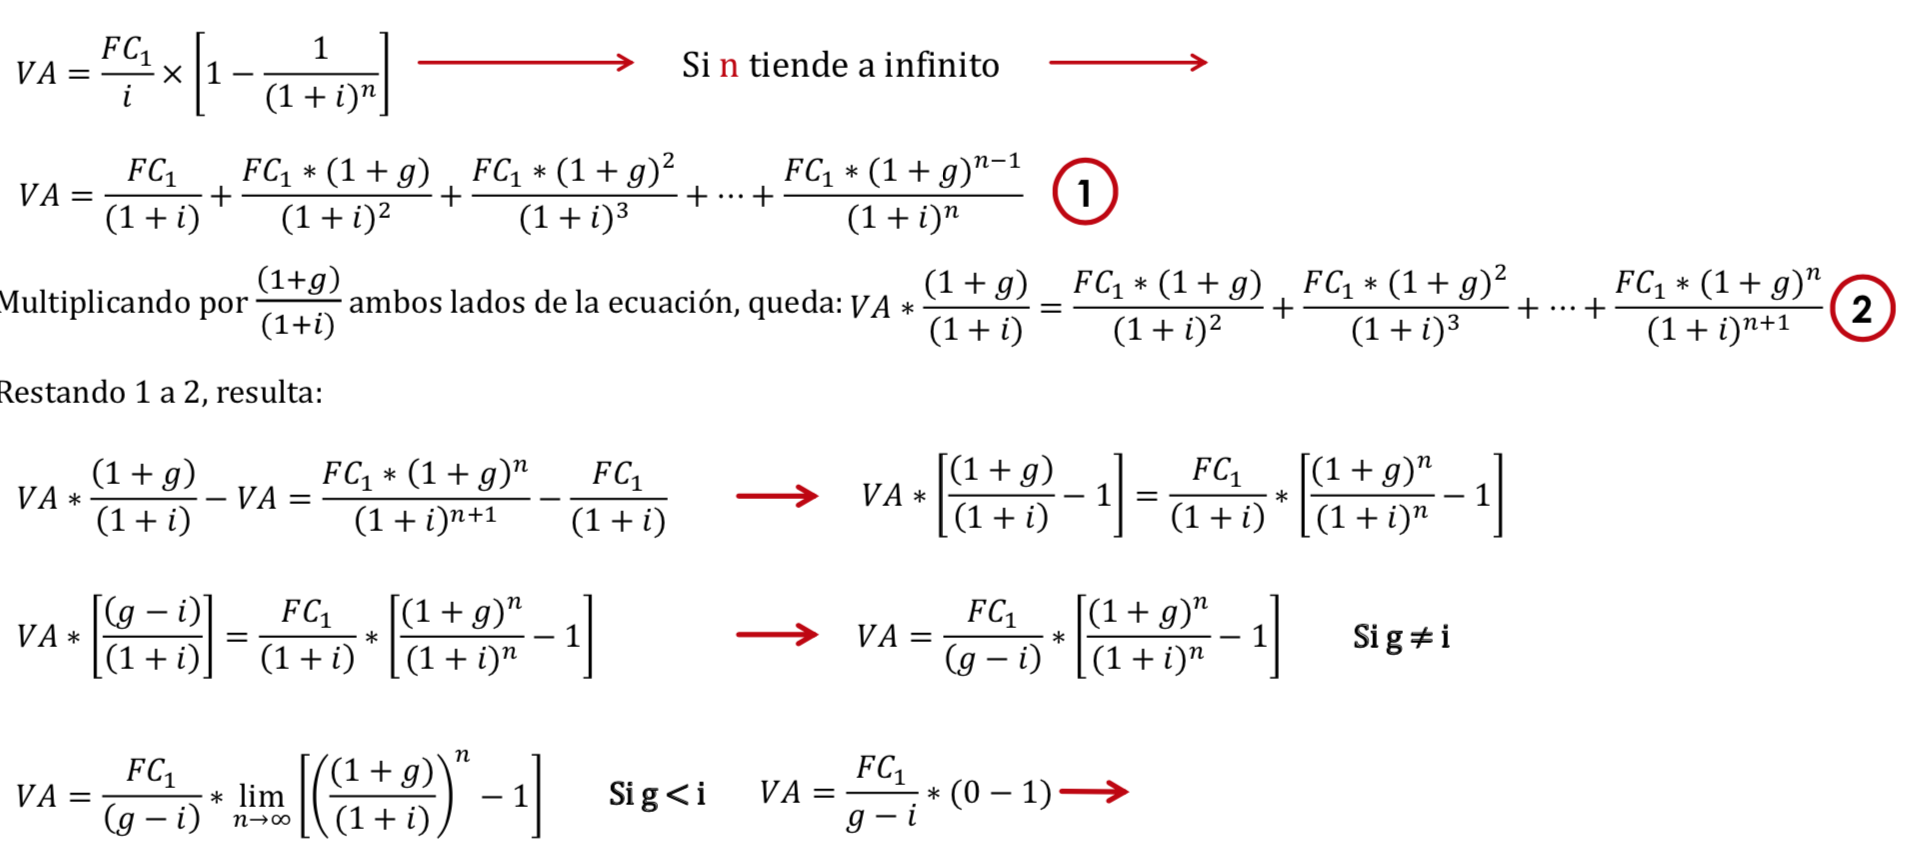 VA = FC₁/i × [1 − 1/(1 + i)ⁿ] → Si n tiende a infinito →
VA = FC₁/(1 + i) + FC₁ * (1 + g)/(1 + i)² + FC₁ * (1 + g)²/(1 + i)³ + ⋯ + FC₁ * (1 + g)ⁿ⁻¹/(1 + i)ⁿ 1
Multiplicando por (1+g)/(1+i) ambos lados de la ecuación, queda: VA * (1 + g)/(1 + i) = FC₁ * (1 + g)/(1 + i)² + FC₁ * (1 + g)²/(1 + i)³ + ⋯ + FC₁ * (1 + g)ⁿ/(1 + i)ⁿ⁺¹ 2
Restando 1 a 2, resulta:
VA * (1 + g)/(1 + i) − VA = FC₁ * (1 + g)ⁿ/(1 + i)ⁿ⁺¹ − FC₁/(1 + i) → VA * [(1 + g)/(1 + i) − 1] = FC₁/(1 + i) * [(1 + g)ⁿ/(1 + i)ⁿ − 1]
VA * [(g − i)/(1 + i)] = FC₁/(1 + i) * [(1 + g)ⁿ/(1 + i)ⁿ − 1] → VA = FC₁/(g − i) * [(1 + g)ⁿ/(1 + i)ⁿ − 1] Si g ≠ i
VA = FC₁/(g − i) * lim n→∞ [((1 + g)/(1 + i))ⁿ − 1] Si g < i VA = FC₁/g − i * (0 − 1) →